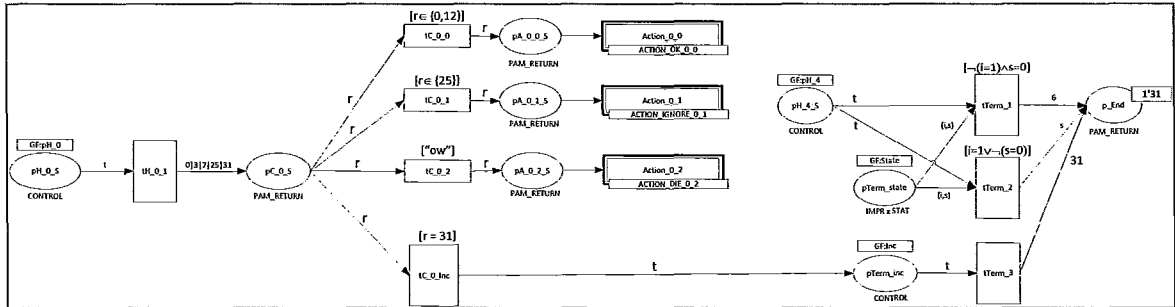 [r∈ {0,12}]
tC_0_0
r
pA_0_0_S
PAM_RETURN
Action_0_0
ACTION_OK_0_0
r
[r∈ {25}]
tC_0_1
r
pA_0_1_S
PAM_RETURN
Action_0_1
ACTION_IGNORE_0_1
r
["ow"]
tC_0_2
r
pA_0_2_S
PAM_RETURN
Action_0_2
ACTION_DIE_0_2
r
GF:pH_0
pH_0_S
CONTROL
t
tH_0_1
0|3|7|25|31
pC_0_S
PAM_RETURN
r
[r = 31]
tC_0_Inc
t
GF:pH_4
pH_4_S
CONTROL
t
t
[¬(i=1)∧s=0]
tTerm_1
6
p_End
1'31
PAM_RETURN
(i,s)
s
31
GF:State
pTerm_state
IMPR x STAT
(i,s)
[i=1∨¬(s=0)]
tTerm_2
GF:Inc
pTerm_inc
CONTROL
t
tTerm_3